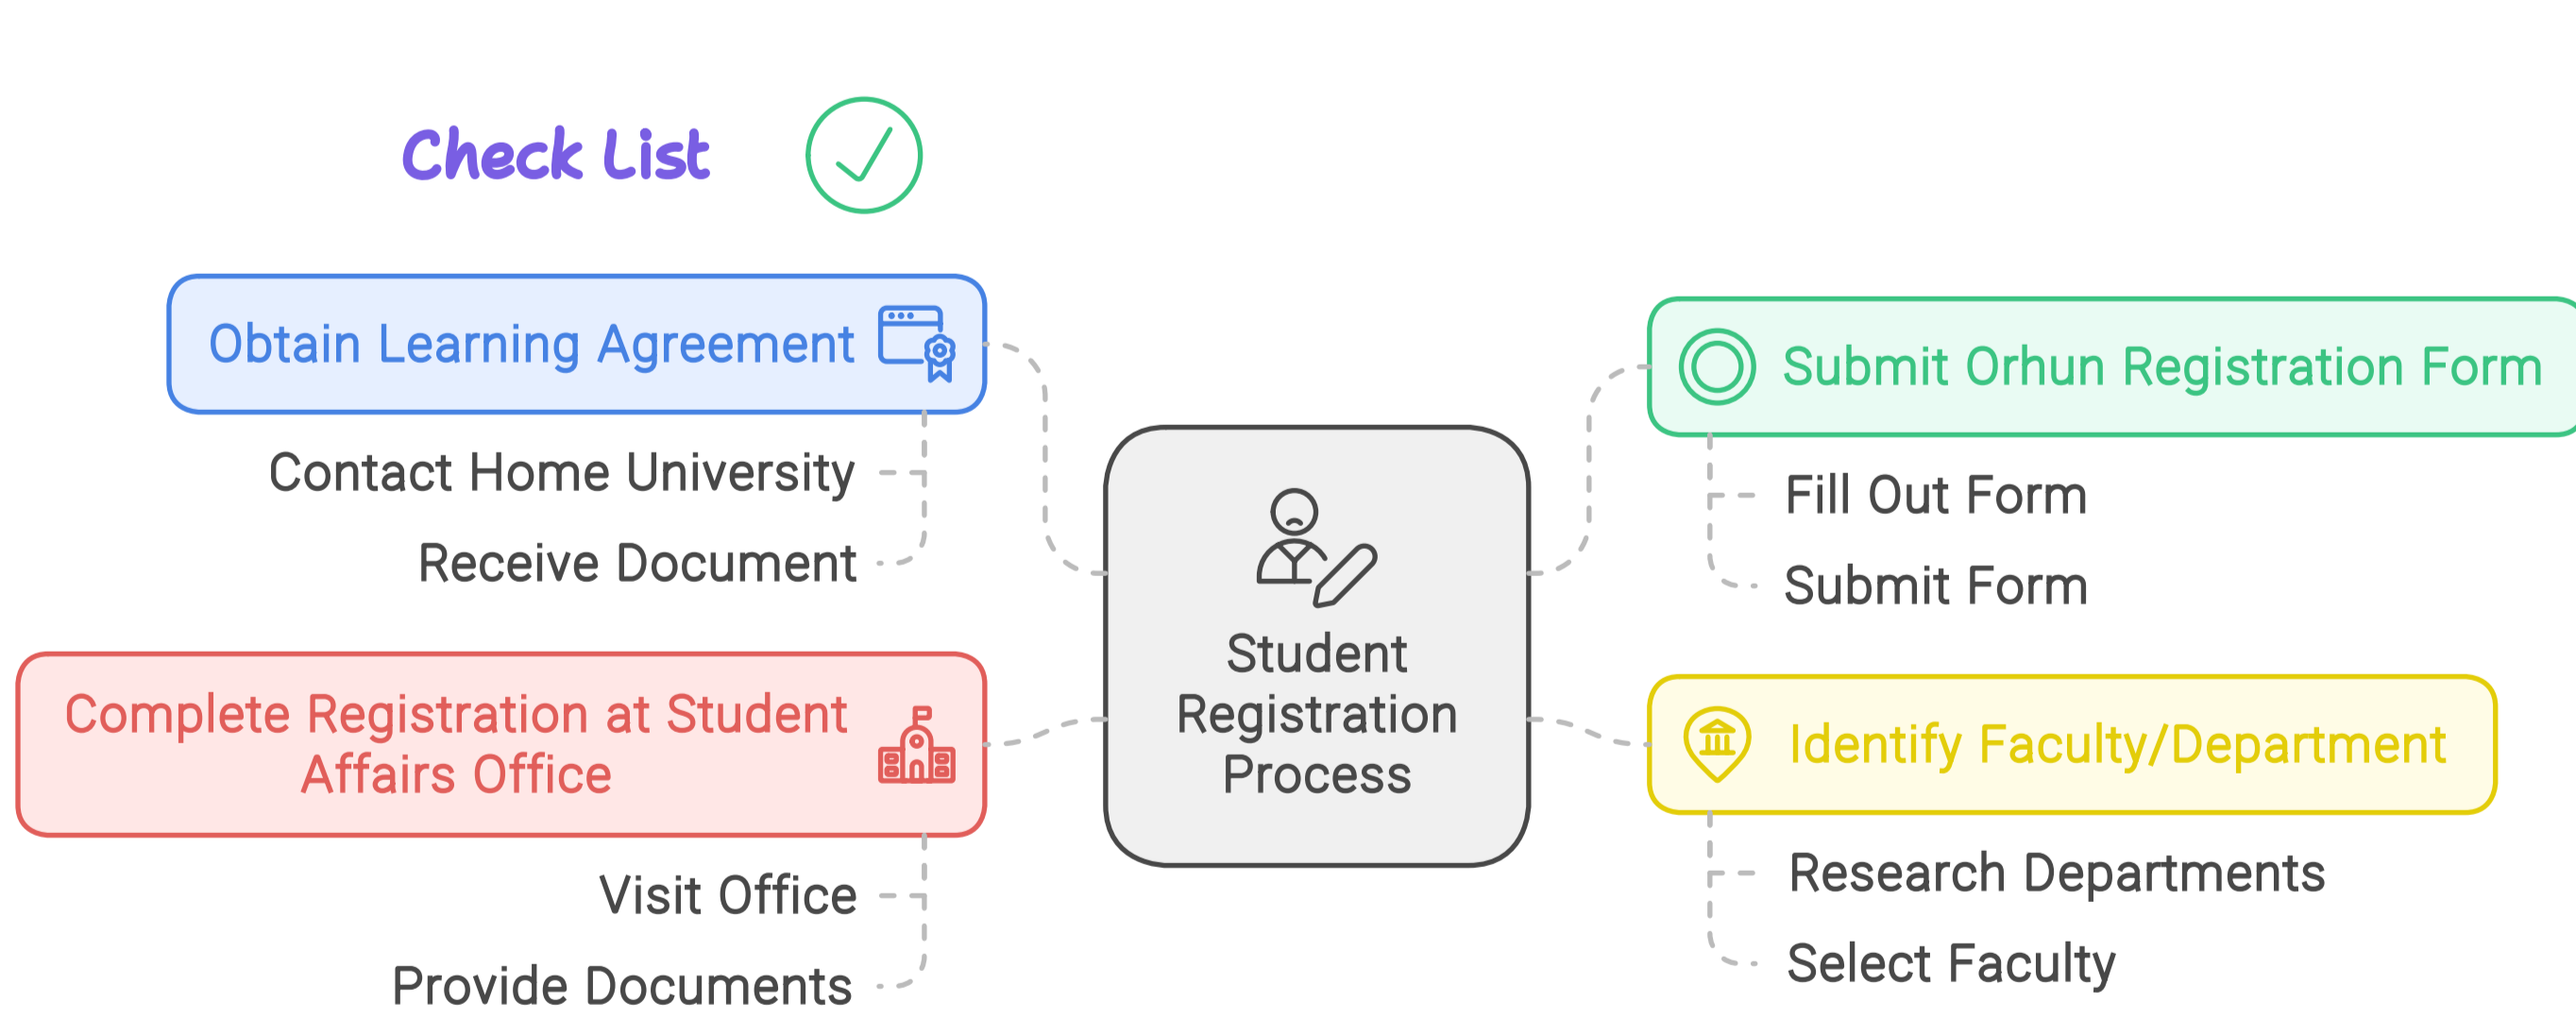 Check List
Obtain Learning Agreement
Contact Home University
Receive Document
Complete Registration at Student
Affairs Office
Visit Office
Provide Documents
Student
Registration
Process
Submit Orhun Registration Form
Fill Out Form
Submit Form
Identify Faculty/Department
Research Departments
Select Faculty